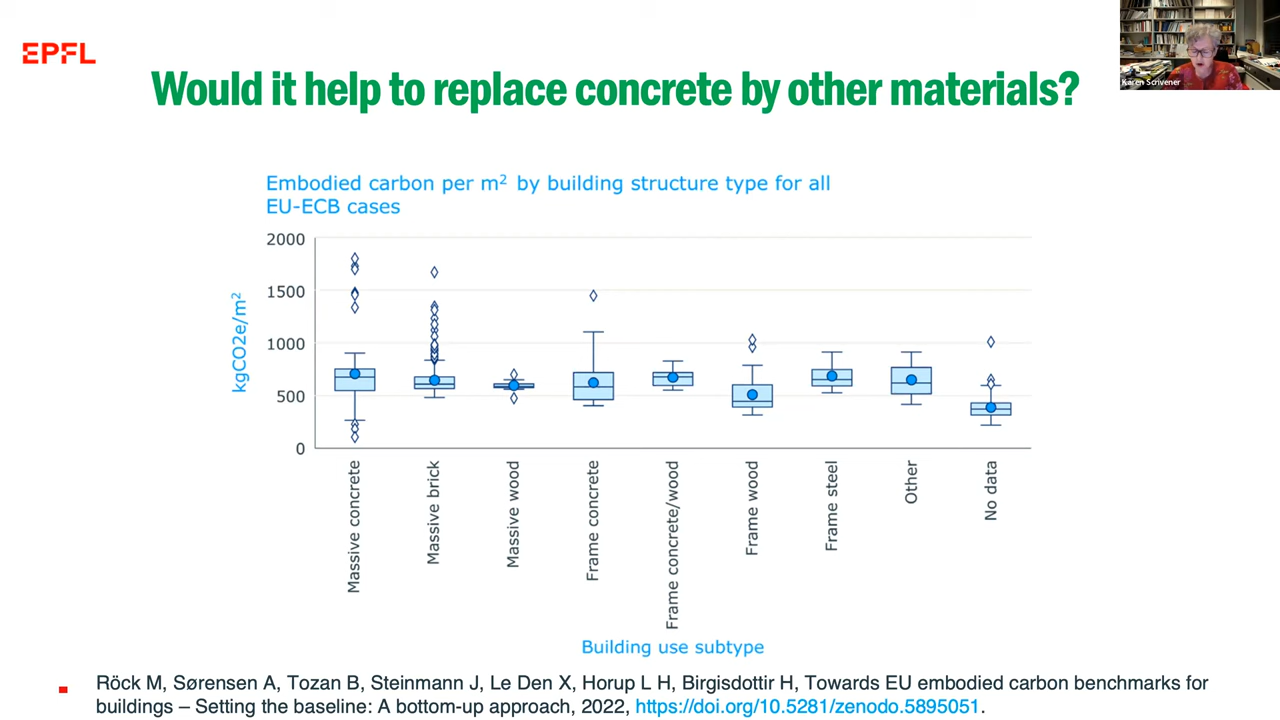 EPFL
Karen Scrivener
Would it help to replace concrete by other materials?
Embodied carbon per m² by building structure type for all
EU-ECB cases
kgCO2e/m²
2000
1500
1000
500
0
Massive concrete
Massive brick
Massive wood
Frame concrete
Frame concrete/wood
Frame wood
Frame steel
Other
No data
Building use subtype
Röck M, Sørensen A, Tozan B, Steinmann J, Le Den X, Horup L H, Birgisdottir H, Towards EU embodied carbon benchmarks for
buildings – Setting the baseline: A bottom-up approach, 2022, https://doi.org/10.5281/zenodo.5895051.